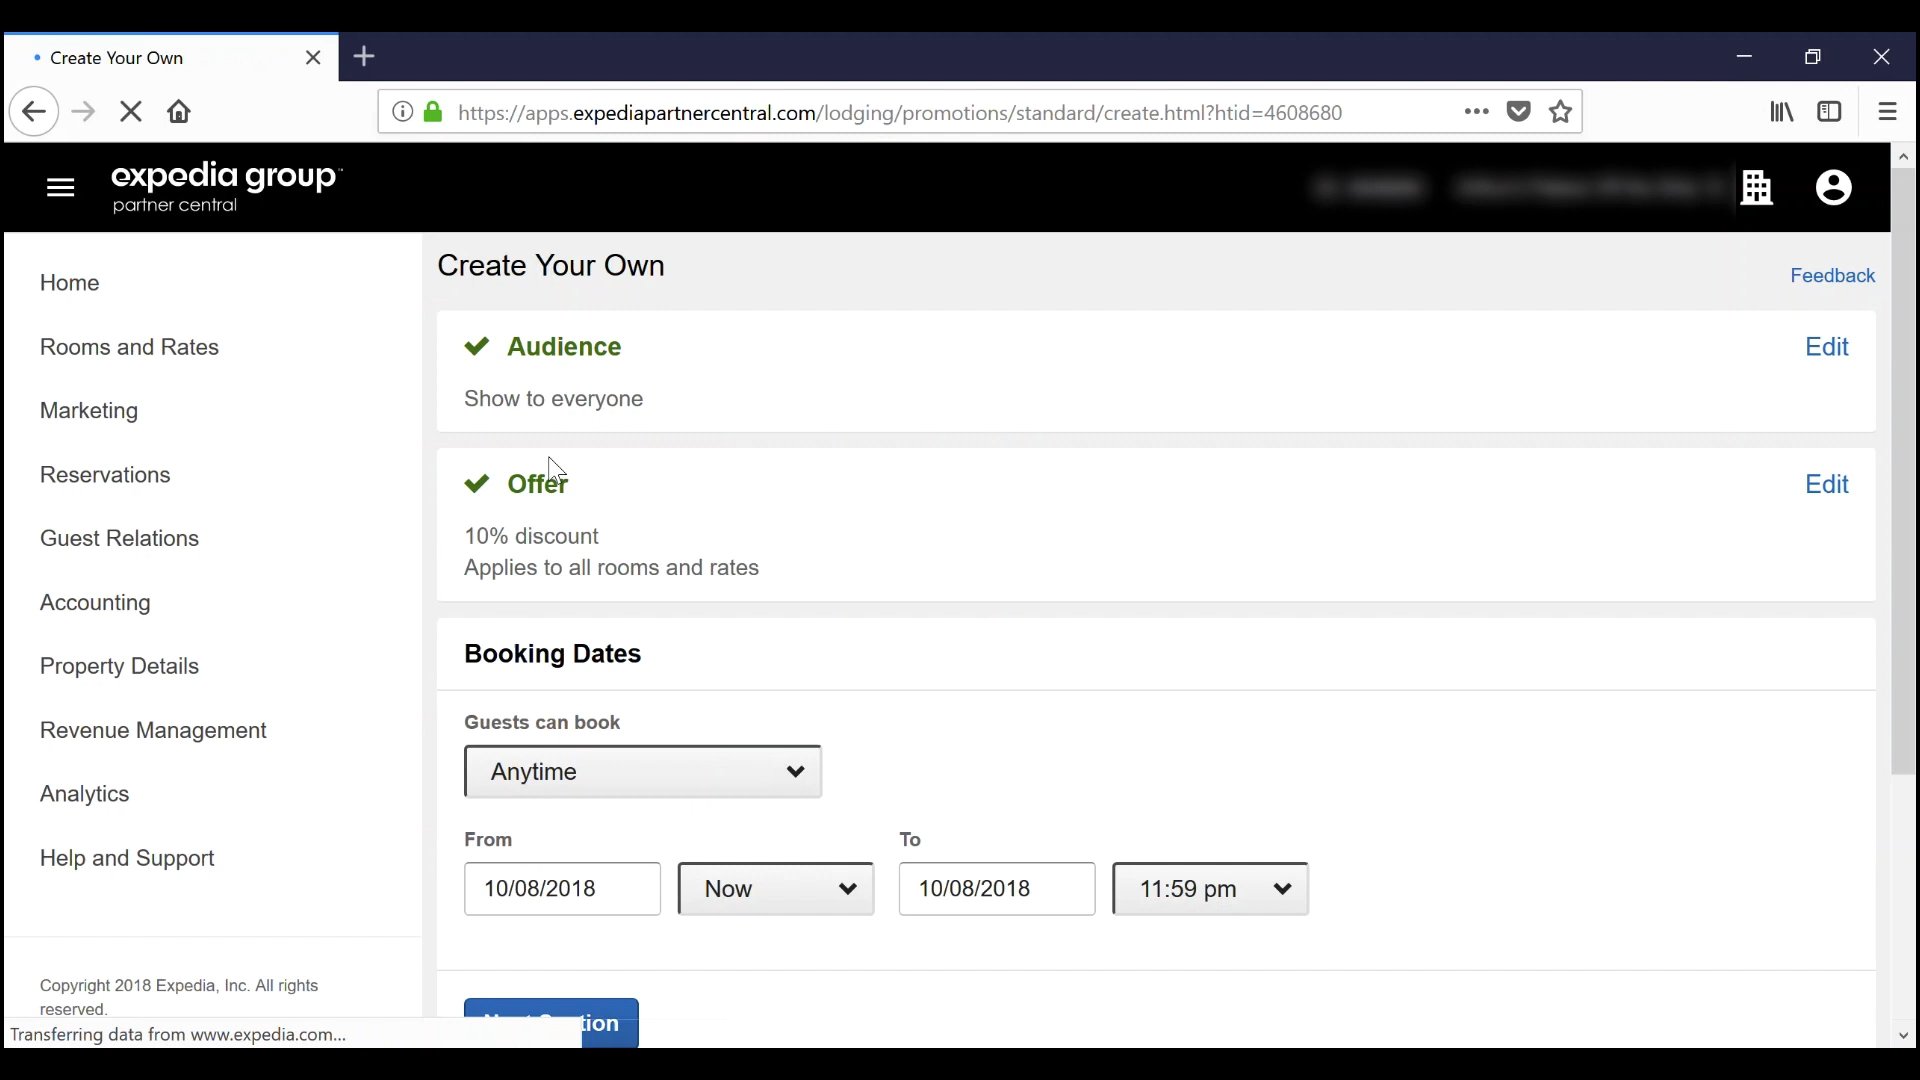 Create Your Own
https://apps.expediapartnercentral.com/lodging/promotions/standard/create.html?htid=4608680
expedia group™
partner central
Home
Rooms and Rates
Marketing
Reservations
Guest Relations
Accounting
Property Details
Revenue Management
Analytics
Help and Support
Copyright 2018 Expedia, Inc. All rights
reserved.
Transferring data from www.expedia.com...
Create Your Own
Feedback
Audience
Edit
Show to everyone
Offer
Edit
10% discount
Applies to all rooms and rates
Booking Dates
Guests can book
Anytime
From
To
10/08/2018
Now
10/08/2018
11:59 pm